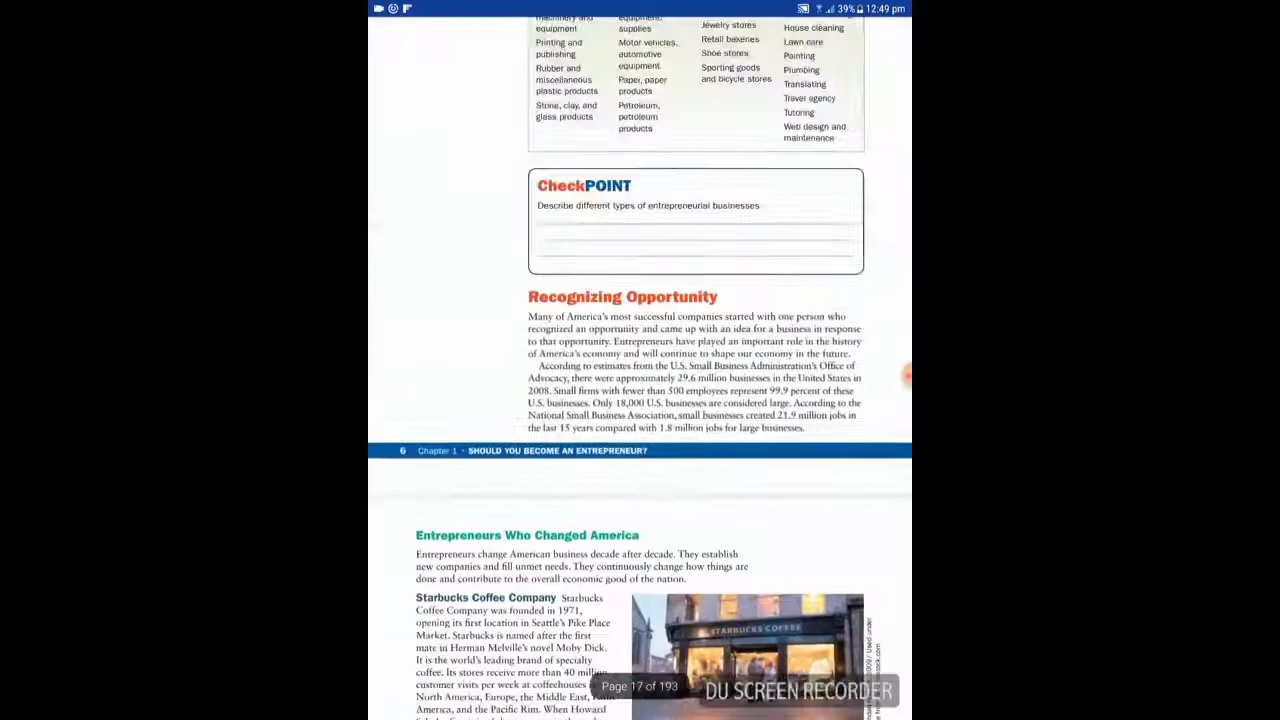 39% 12:49 pm
machinery and
equipment
Printing and
publishing
Rubber and
miscellaneous
plastic products
Stone, clay, and
glass products
equipment,
supplies
Motor vehicles,
automotive
equipment
Paper, paper
products
Petroleum,
petroleum
products
Jewelry stores
Retail bakeries
Shoe stores
Sporting goods
and bicycle stores
House cleaning
Lawn care
Painting
Plumbing
Translating
Travel agency
Tutoring
Web design and
maintenance
CheckPOINT
Describe different types of entrepreneurial businesses
Recognizing Opportunity
Many of America's most successful companies started with one person who
recognized an opportunity and came up with an idea for a business in response
to that opportunity. Entrepreneurs have played an important role in the history
of America's economy and will continue to shape our economy in the future.
According to estimates from the U.S. Small Business Administration's Office of
Advocacy, there were approximately 29.6 million businesses in the United States in
2008. Small firms with fewer than 500 employees represent 99.9 percent of these
U.S. businesses. Only 18,000 U.S. businesses are considered large. According to the
National Small Business Association, small businesses created 21.9 million jobs in
the last 15 years compared with 1.8 million jobs for large businesses.
6 Chapter 1 • SHOULD YOU BECOME AN ENTREPRENEUR?
Entrepreneurs Who Changed America
Entrepreneurs change American business decade after decade. They establish
new companies and fill unmet needs. They continuously change how things are
done and contribute to the overall economic good of the nation.
Starbucks Coffee Company Starbucks
Coffee Company was founded in 1971,
opening its first location in Seattle's Pike Place
Market. Starbucks is named after the first
mate in Herman Melville's novel Moby Dick.
It is the world's leading brand of specialty
coffee. Its stores receive more than 40 million
customer visits per week at coffeehouses
North America, Europe, the Middle East,
America, and the Pacific Rim. When Howard
STARBUCKS COFFEE
2009/ Used under
Page 17 of 193
DU SCREEN RECORDER